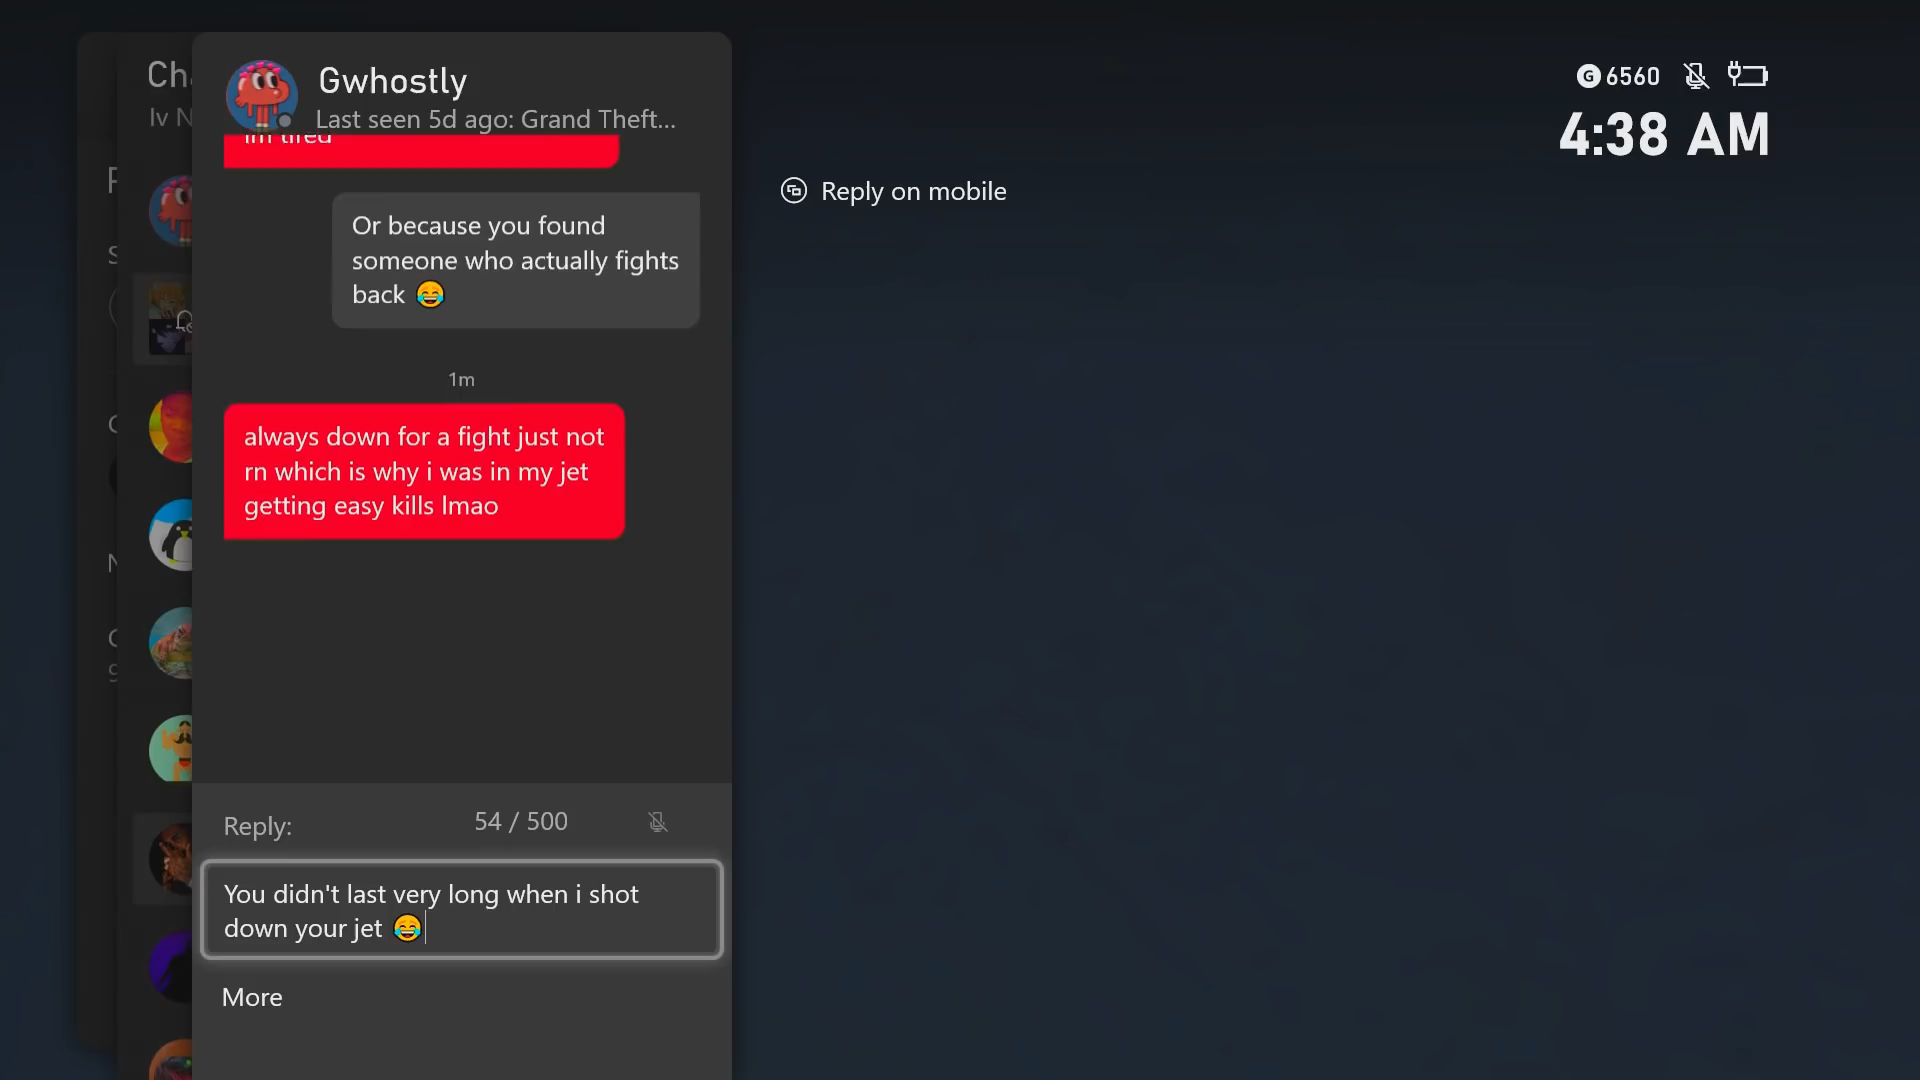 Gwhostly
Last seen 5d ago: Grand Theft...
im tired
Or because you found
someone who actually fights
back 😂
1m
always down for a fight just not
rn which is why i was in my jet
getting easy kills lmao
Reply:
54 / 500
You didn't last very long when i shot
down your jet 😂
More
Reply on mobile
G 6560
4:38 AM